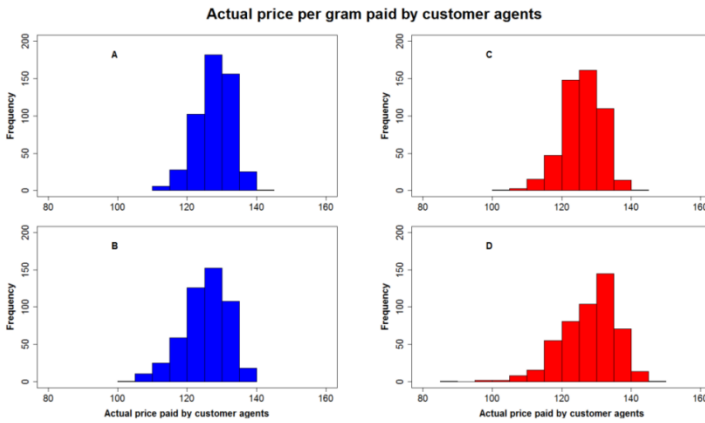 Actual price per gram paid by customer agents
A
Frequency
0 50 100 150 200
80 100 120 140 160
C
Frequency
0 50 100 150 200
80 100 120 140 160
B
Frequency
0 50 100 150 200
80 100 120 140 160
Actual price paid by customer agents
D
Frequency
0 50 100 150 200
80 100 120 140 160
Actual price paid by customer agents